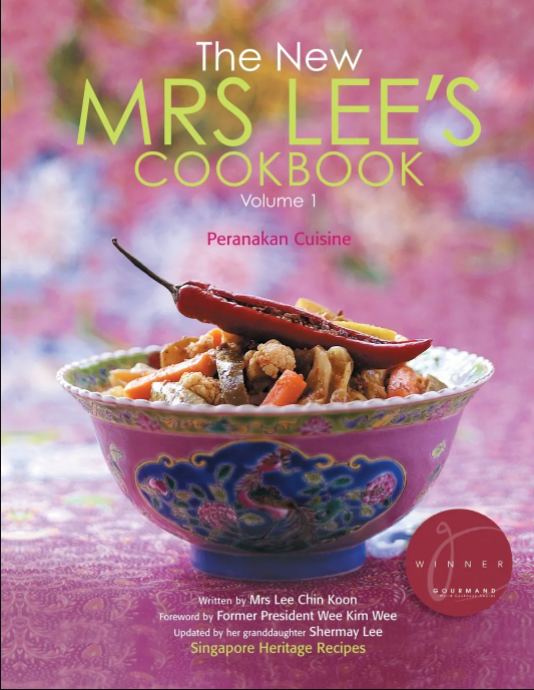 The New
MRS LEE'S
COOKBOOK
Volume 1
Peranakan Cuisine
WINNER
GOURMAND
Written by Mrs Lee Chin Koon
Foreword by Former President Wee Kim Wee
Updated by her granddaughter Shermay Lee
Singapore Heritage Recipes